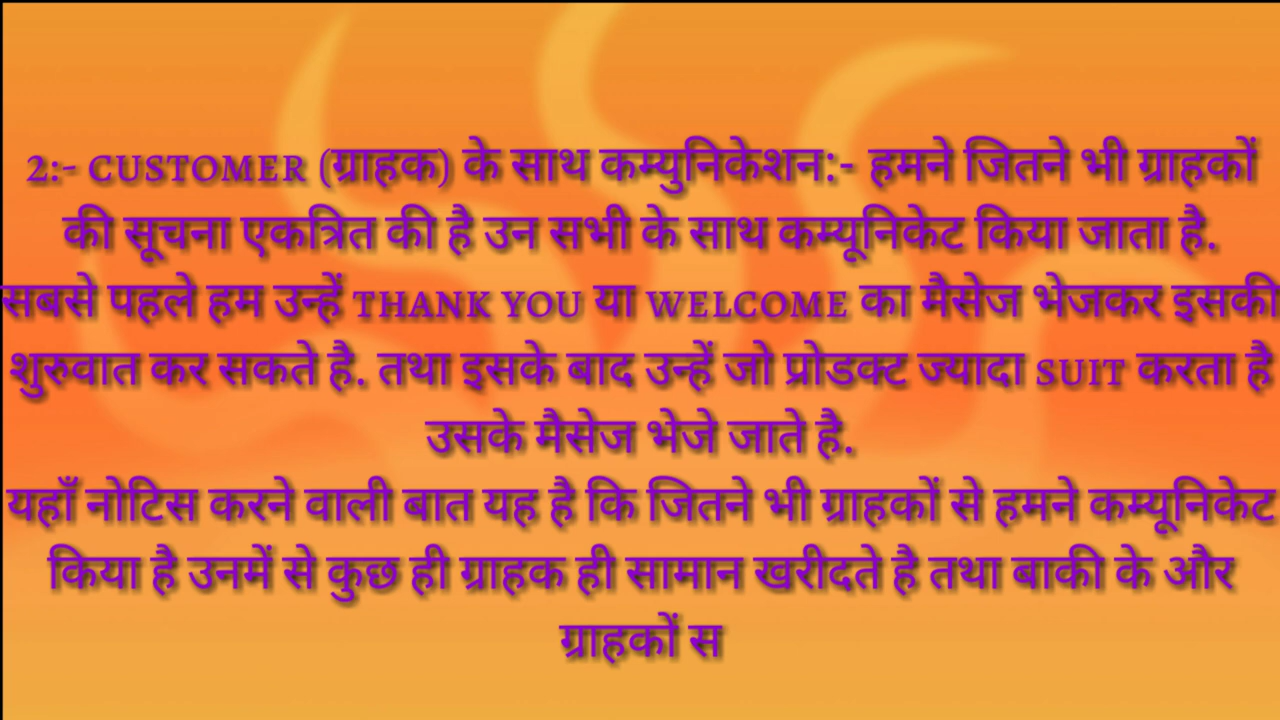 2:- CUSTOMER (ग्राहक) के साथ कम्युनिकेशन:- हमने जितने भी ग्राहकों
की सूचना एकत्रित की है उन सभी के साथ कम्यूनिकेट किया जाता है.
सबसे पहले हम उन्हें THANK YOU या WELCOME का मैसेज भेजकर इसकी
शुरुवात कर सकते है. तथा इसके बाद उन्हें जो प्रोडक्ट ज्यादा SUIT करता है
उसके मैसेज भेजे जाते है.
यहाँ नोटिस करने वाली बात यह है कि जितने भी ग्राहकों से हमने कम्यूनिकेट
किया है उनमें से कुछ ही ग्राहक ही सामान खरीदते है तथा बाकी के और
ग्राहकों स